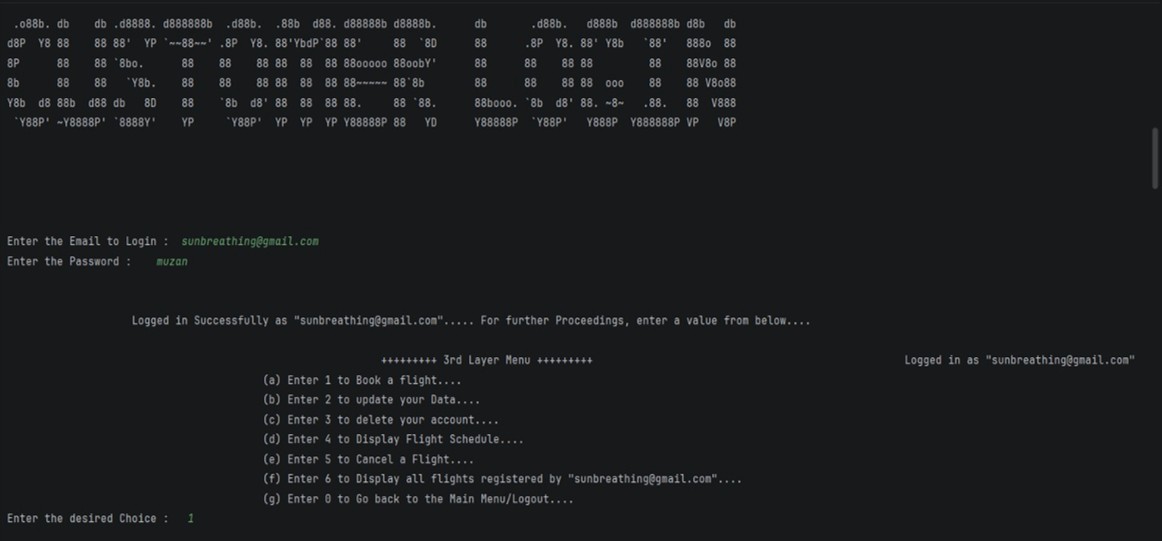 CUSTOMER LOGIN
Enter the Email to Login : sunbreathing@gmail.com
Enter the Password : muzan
Logged in Successfully as "sunbreathing@gmail.com"..... For further Proceedings, enter a value from below....
+++++++++ 3rd Layer Menu +++++++++ Logged in as "sunbreathing@gmail.com"
(a) Enter 1 to Book a flight....
(b) Enter 2 to update your Data....
(c) Enter 3 to delete your account....
(d) Enter 4 to Display Flight Schedule....
(e) Enter 5 to Cancel a Flight....
(f) Enter 6 to Display all flights registered by "sunbreathing@gmail.com"....
(g) Enter 0 to Go back to the Main Menu/Logout....
Enter the desired Choice : 1